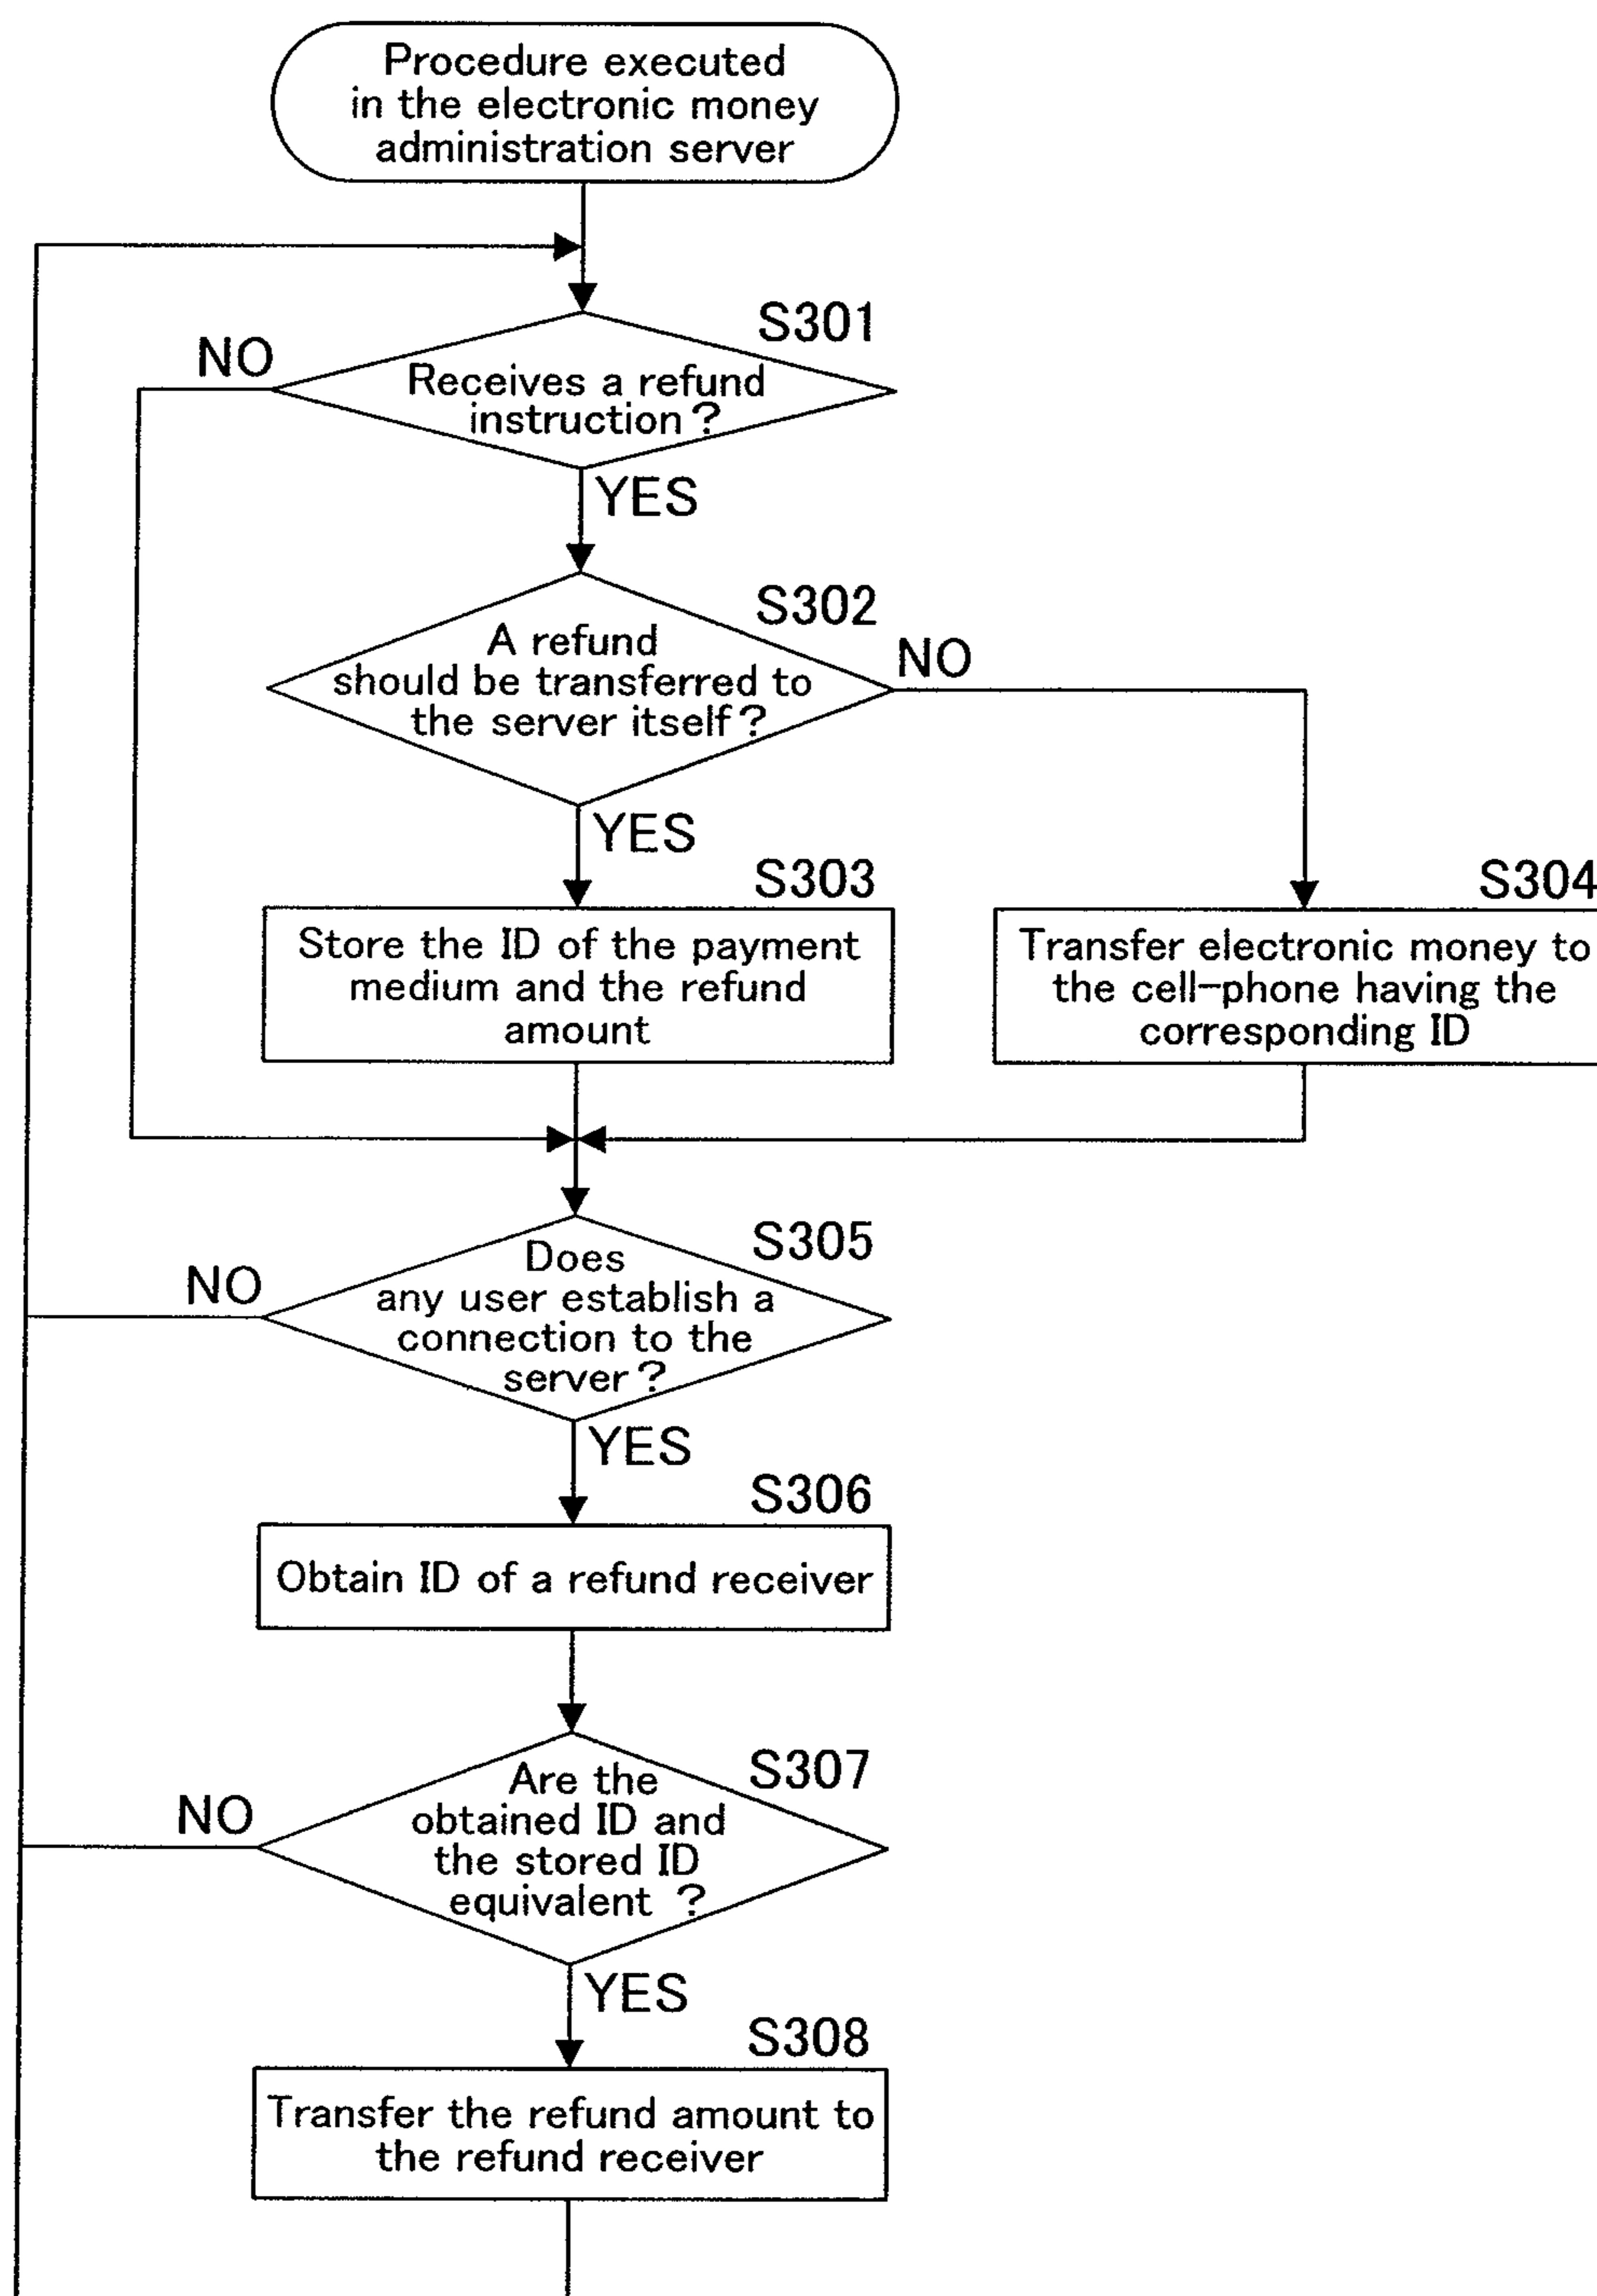 Procedure executed
in the electronic money
administration server
S301
NO
Receives a refund
instruction?
YES
S302
A refund
should be transferred to
the server itself?
NO
YES
S303
Store the ID of the payment
medium and the refund
amount
S304
Transfer electronic money to
the cell-phone having the
corresponding ID
S305
NO
Does
any user establish a
connection to the
server?
YES
S306
Obtain ID of a refund receiver
S307
NO
Are the
obtained ID and
the stored ID
equivalent ?
YES
S308
Transfer the refund amount to
the refund receiver